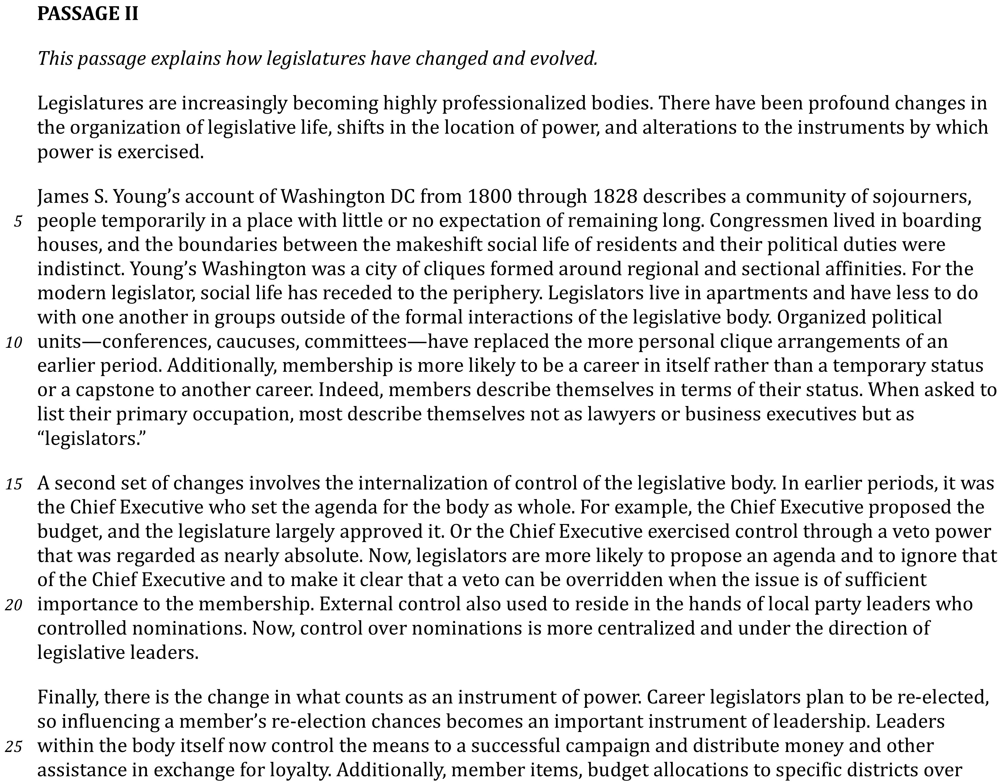 PASSAGE II
This passage explains how legislatures have changed and evolved.
Legislatures are increasingly becoming highly professionalized bodies. There have been profound changes in
the organization of legislative life, shifts in the location of power, and alterations to the instruments by which
power is exercised.
James S. Young’s account of Washington DC from 1800 through 1828 describes a community of sojourners,
5 people temporarily in a place with little or no expectation of remaining long. Congressmen lived in boarding
houses, and the boundaries between the makeshift social life of residents and their political duties were
indistinct. Young’s Washington was a city of cliques formed around regional and sectional affinities. For the
modern legislator, social life has receded to the periphery. Legislators live in apartments and have less to do
with one another in groups outside of the formal interactions of the legislative body. Organized political
10 units—conferences, caucuses, committees—have replaced the more personal clique arrangements of an
earlier period. Additionally, membership is more likely to be a career in itself rather than a temporary status
or a capstone to another career. Indeed, members describe themselves in terms of their status. When asked to
list their primary occupation, most describe themselves not as lawyers or business executives but as
“legislators.”
15 A second set of changes involves the internalization of control of the legislative body. In earlier periods, it was
the Chief Executive who set the agenda for the body as whole. For example, the Chief Executive proposed the
budget, and the legislature largely approved it. Or the Chief Executive exercised control through a veto power
that was regarded as nearly absolute. Now, legislators are more likely to propose an agenda and to ignore that
of the Chief Executive and to make it clear that a veto can be overridden when the issue is of sufficient
20 importance to the membership. External control also used to reside in the hands of local party leaders who
controlled nominations. Now, control over nominations is more centralized and under the direction of
legislative leaders.
Finally, there is the change in what counts as an instrument of power. Career legislators plan to be re-elected,
so influencing a member’s re-election chances becomes an important instrument of leadership. Leaders
25 within the body itself now control the means to a successful campaign and distribute money and other
assistance in exchange for loyalty. Additionally, member items, budget allocations to specific districts over